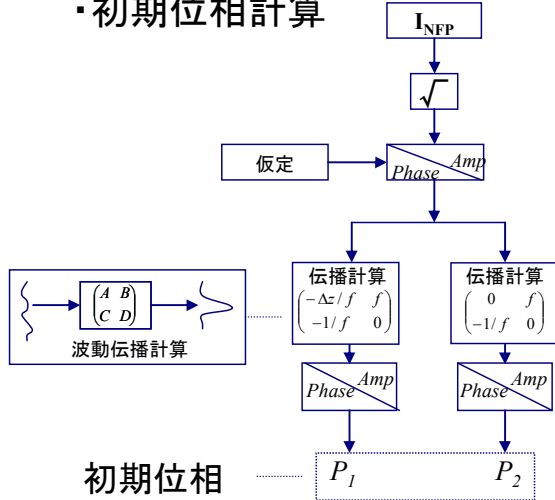 ・初期位相計算
I_NFP
√
仮定
Phase Amp
伝播計算
(-Δz/f f
-1/f 0)
伝播計算
(0 f
-1/f 0)
(A B
C D)
波動伝播計算
Phase Amp
Phase Amp
初期位相
P_1
P_2